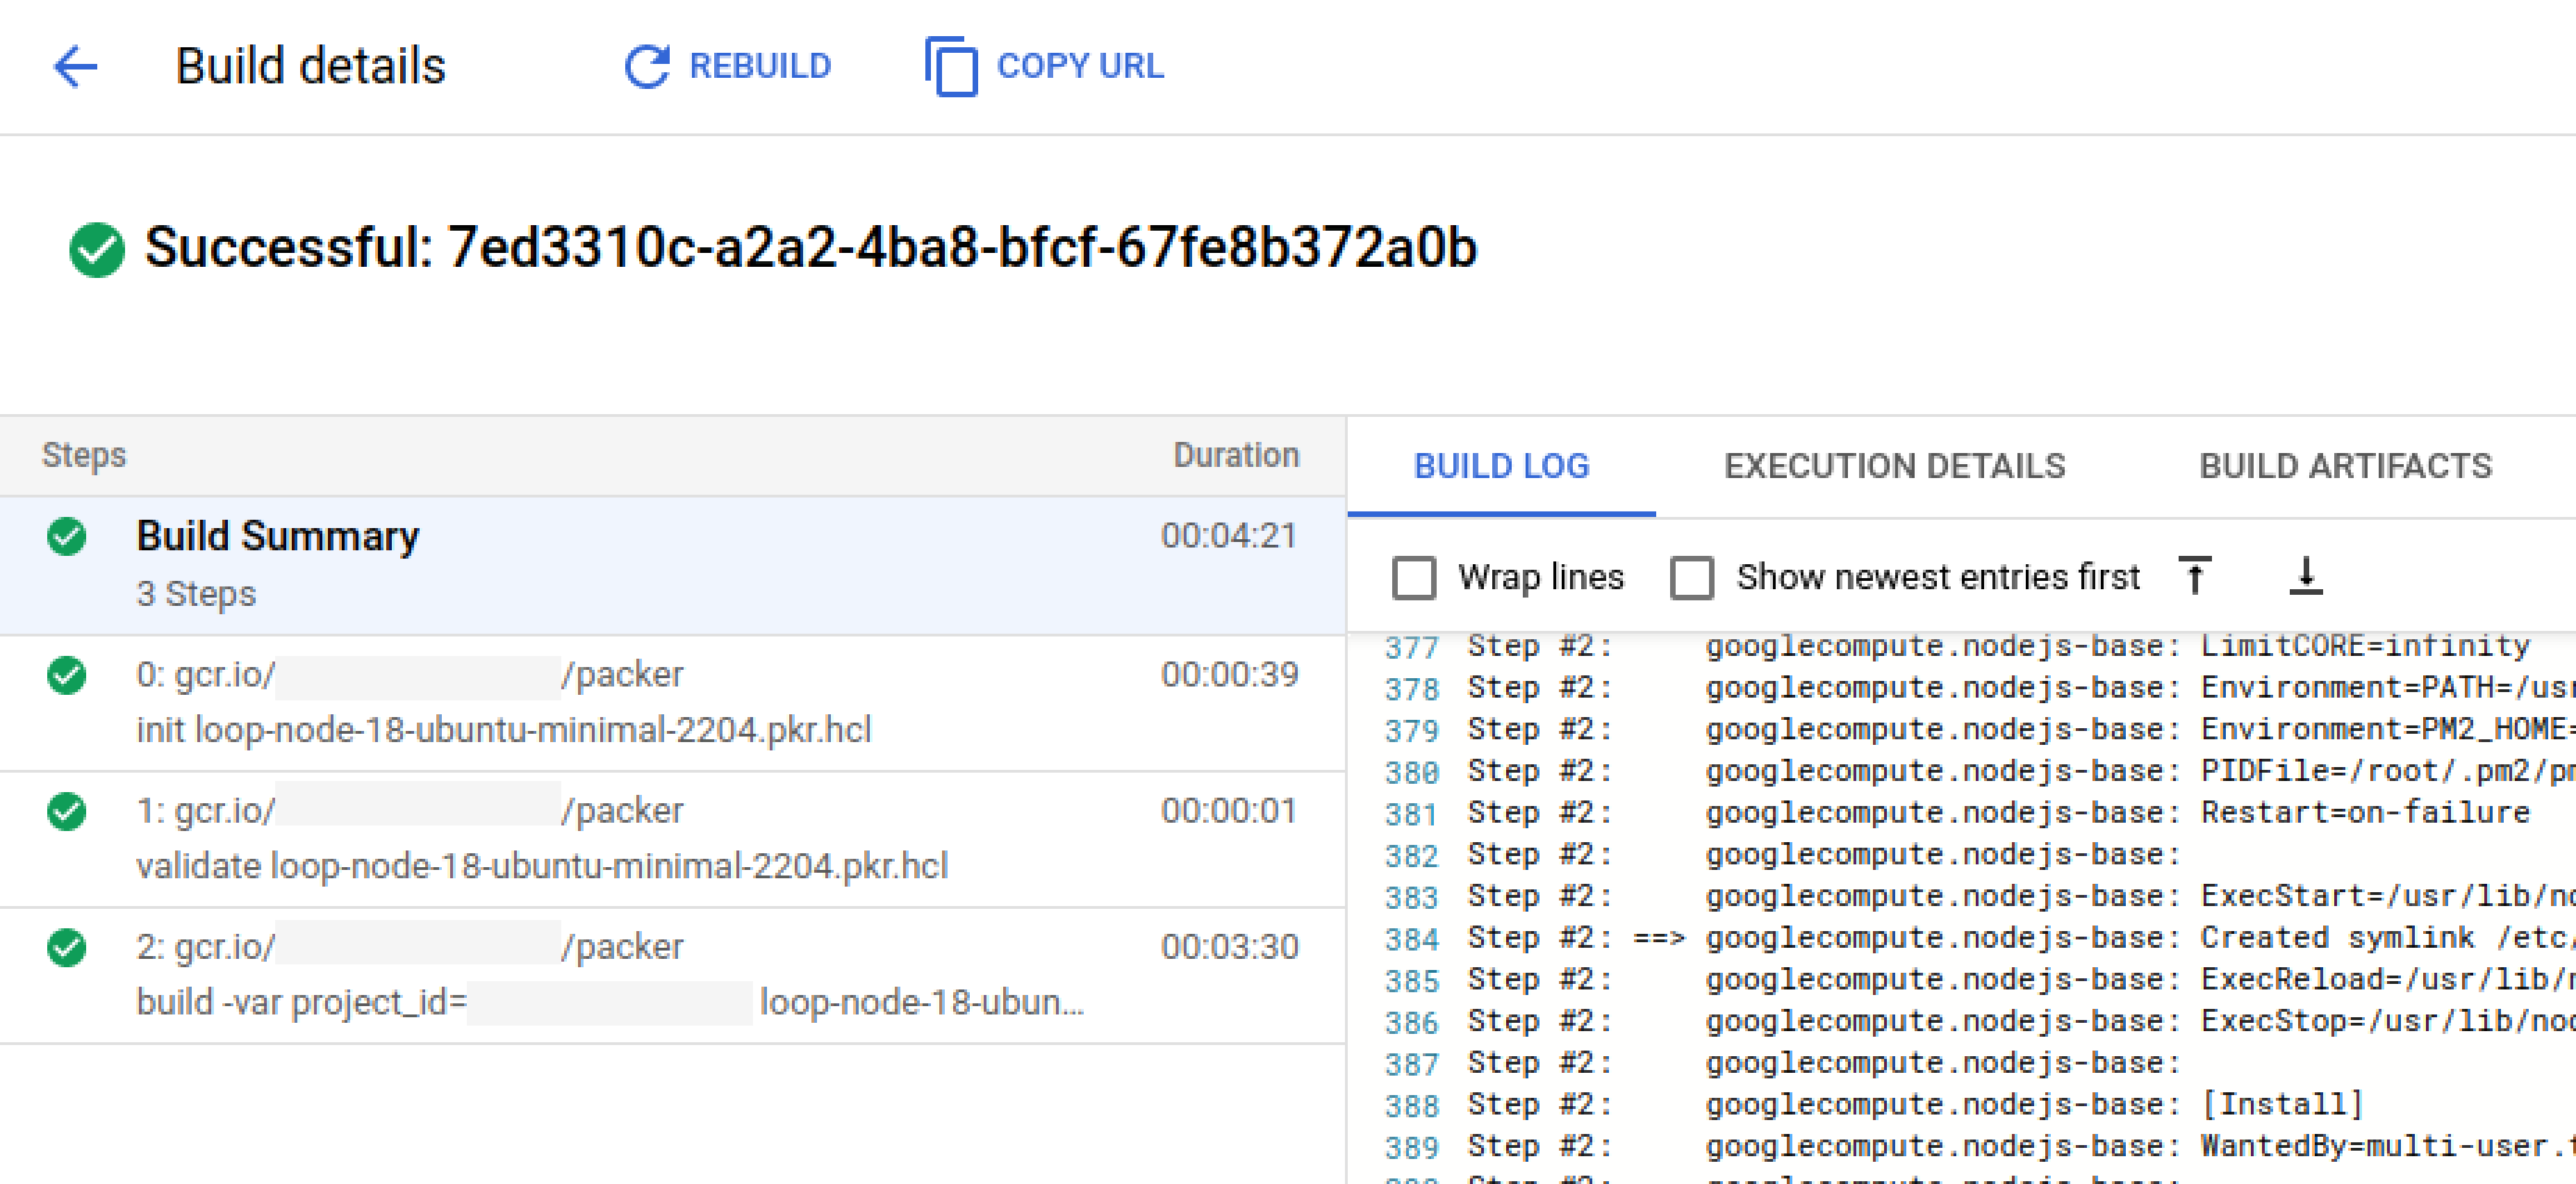 Build details REBUILD COPY URL
Successful: 7ed3310c-a2a2-4ba8-bfcf-67fe8b372a0b
Steps Duration
Build Summary 00:04:21
3 Steps
0: gcr.io/ /packer 00:00:39
init loop-node-18-ubuntu-minimal-2204.pkr.hcl
1: gcr.io/ /packer 00:00:01
validate loop-node-18-ubuntu-minimal-2204.pkr.hcl
2: gcr.io/ /packer 00:03:30
build -var project_id= loop-node-18-ubun...
BUILD LOG EXECUTION DETAILS BUILD ARTIFACTS
Wrap lines Show newest entries first
377 Step #2: googlecompute.nodejs-base: LimitCORE=infinity
378 Step #2: googlecompute.nodejs-base: Environment=PATH=/usr
379 Step #2: googlecompute.nodejs-base: Environment=PM2_HOME=
380 Step #2: googlecompute.nodejs-base: PIDFile=/root/.pm2/pm
381 Step #2: googlecompute.nodejs-base: Restart=on-failure
382 Step #2: googlecompute.nodejs-base:
383 Step #2: googlecompute.nodejs-base: ExecStart=/usr/lib/no
384 Step #2: ==> googlecompute.nodejs-base: Created symlink /etc/
385 Step #2: googlecompute.nodejs-base: ExecReload=/usr/lib/n
386 Step #2: googlecompute.nodejs-base: ExecStop=/usr/lib/nod
387 Step #2: googlecompute.nodejs-base:
388 Step #2: googlecompute.nodejs-base: [Install]
389 Step #2: googlecompute.nodejs-base: WantedBy=multi-user.t